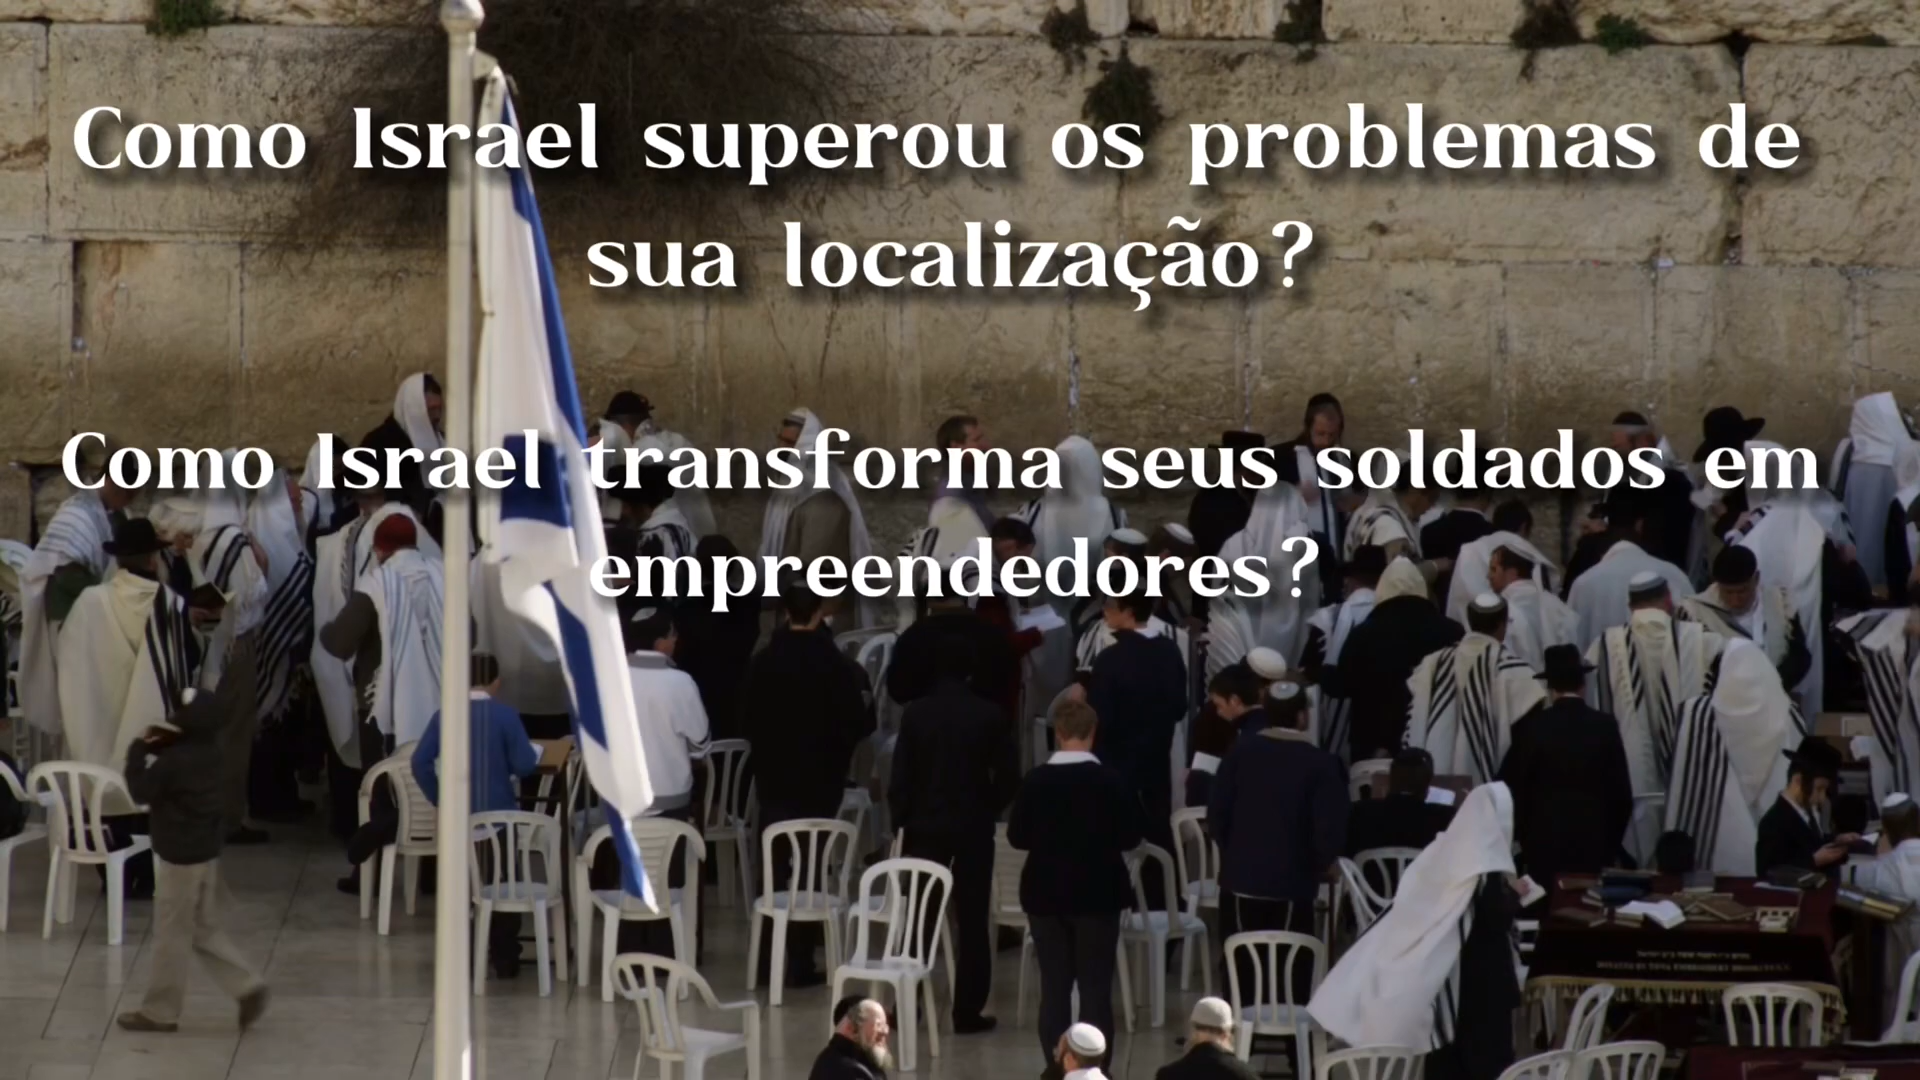 Como Israel superou os problemas de
sua localização?
Como Israel transforma seus soldados em
empreendedores?